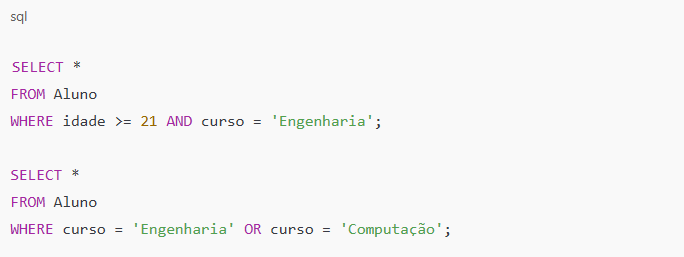 sql
SELECT *
FROM Aluno
WHERE idade >= 21 AND curso = 'Engenharia';
SELECT *
FROM Aluno
WHERE curso = 'Engenharia' OR curso = 'Computação';